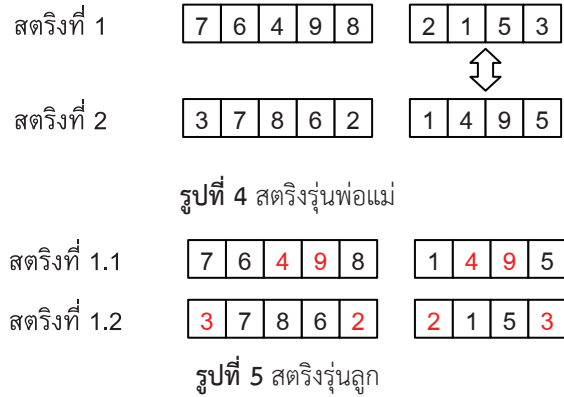 สตริงที่ 1 7 6 4 9 8 2 1 5 3
สตริงที่ 2 3 7 8 6 2 1 4 9 5
รูปที่ 4 สตริงรุ่นพ่อแม่
สตริงที่ 1.1 7 6 4 9 8 1 4 9 5
สตริงที่ 1.2 3 7 8 6 2 2 1 5 3
รูปที่ 5 สตริงรุ่นลูก